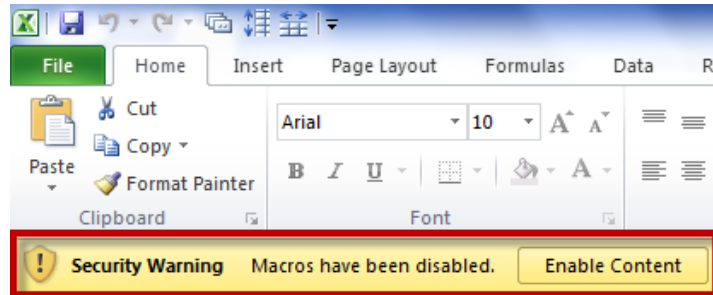 File Home Insert Page Layout Formulas Data R
Cut
Copy
Paste
Format Painter
Arial 10 A A
B I U A
Clipboard Font
! Security Warning Macros have been disabled. Enable Content